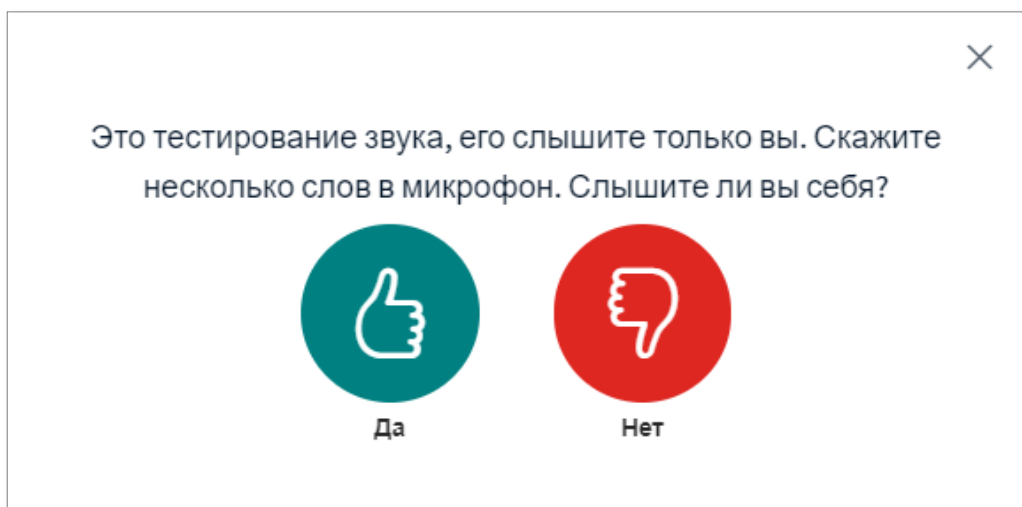 Это тестирование звука, его слышите только вы. Скажите
несколько слов в микрофон. Слышите ли вы себя?
Да
Нет